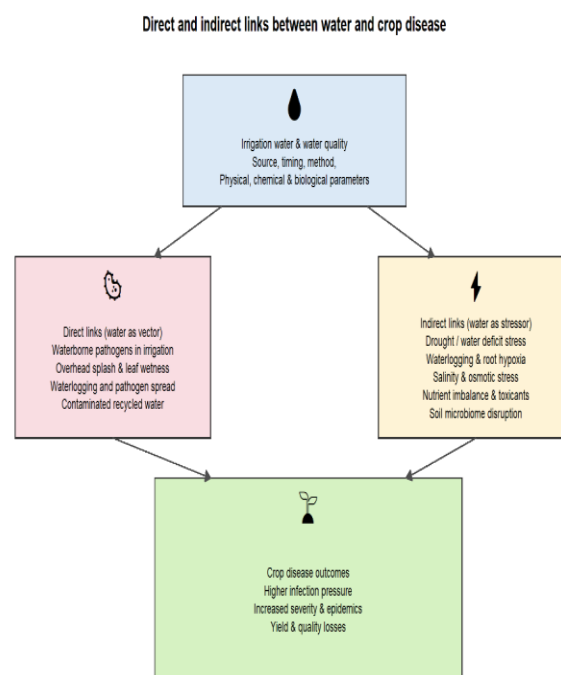 Direct and indirect links between water and crop disease
Irrigation water & water quality
Source, timing, method,
Physical, chemical & biological parameters
Direct links (water as vector)
Waterborne pathogens in irrigation
Overhead splash & leaf wetness
Waterlogging and pathogen spread
Contaminated recycled water
Indirect links (water as stressor)
Drought / water deficit stress
Waterlogging & root hypoxia
Salinity & osmotic stress
Nutrient imbalance & toxicants
Soil microbiome disruption
Crop disease outcomes
Higher infection pressure
Increased severity & epidemics
Yield & quality losses